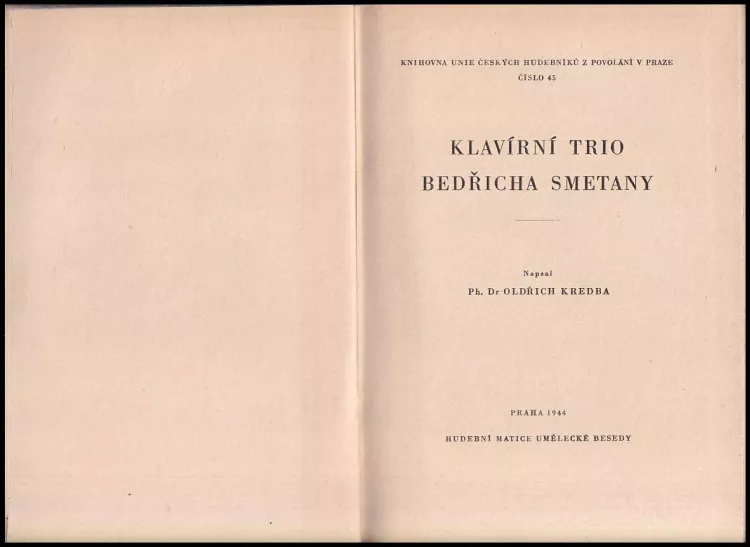 KNIHOVNA UNIE ČESKÝCH HUDEBNÍKŮ Z POVOLÁNÍ V PRAZE
ČÍSLO 45
KLAVÍRNÍ TRIO
BEDŘICHA SMETANY
Napsal
Ph. Dr OLDŘICH KREDBA
PRAHA 1944
HUDEBNÍ MATICE UMĚLECKÉ BESEDY